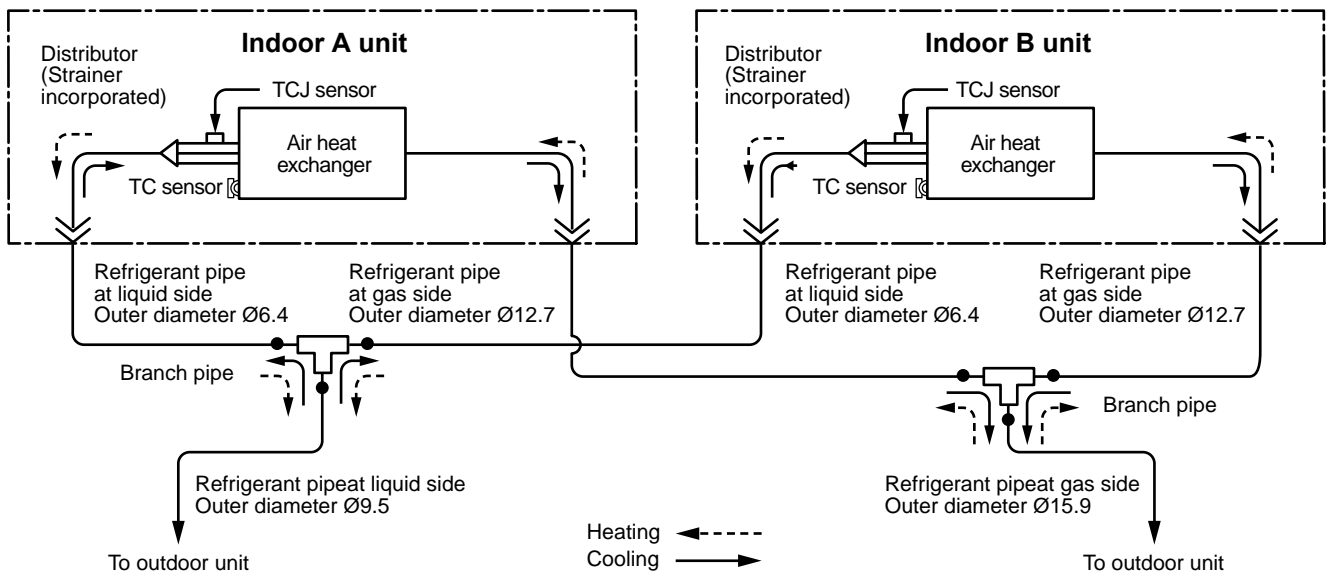 Indoor A unit
Distributor
(Strainer
incorporated)
TCJ sensor
Air heat
exchanger
TC sensor
Indoor B unit
Distributor
(Strainer
incorporated)
TCJ sensor
Air heat
exchanger
TC sensor
Refrigerant pipe
at liquid side
Outer diameter Ø6.4
Refrigerant pipe
at gas side
Outer diameter Ø12.7
Refrigerant pipe
at liquid side
Outer diameter Ø6.4
Refrigerant pipe
at gas side
Outer diameter Ø12.7
Branch pipe
Branch pipe
Refrigerant pipeat liquid side
Outer diameter Ø9.5
Refrigerant pipeat gas side
Outer diameter Ø15.9
Heating
Cooling
To outdoor unit
To outdoor unit